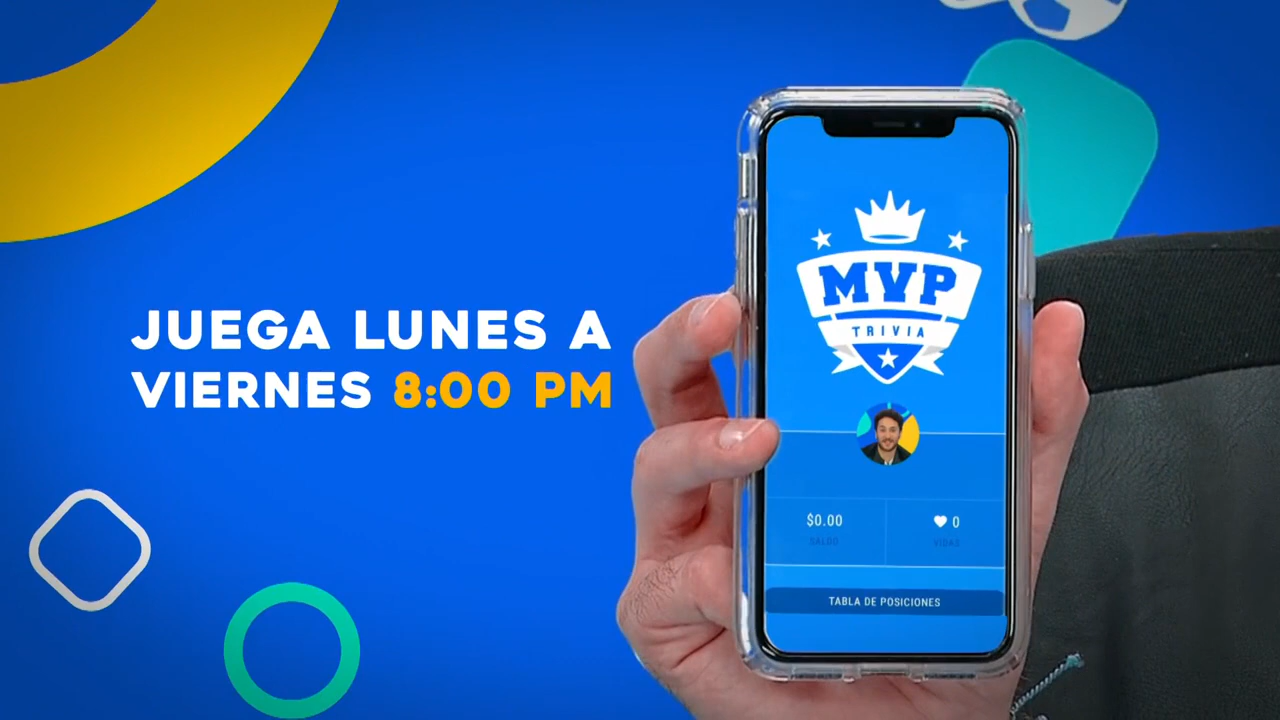 JUEGA LUNES A
VIERNES 8:00 PM
MVP
TRIVIA
$0.00
0
SALDO
VIDAS
TABLA DE POSICIONES